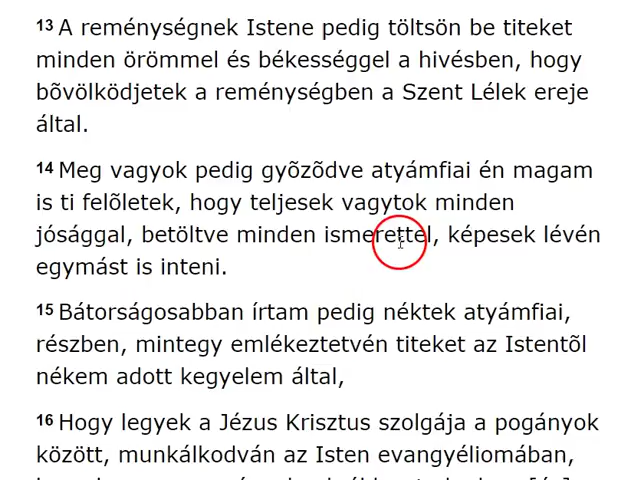 13 A reménységnek Istene pedig töltsön be titeket
minden örömmel és békességgel a hivésben, hogy
bõvölködjetek a reménységben a Szent Lélek ereje
által.
14 Meg vagyok pedig gyõzõdve atyámfiai én magam
is ti felõletek, hogy teljesek vagytok minden
jósággal, betöltve minden ismerettel, képesek lévén
egymást is inteni.
15 Bátorságosabban írtam pedig néktek atyámfiai,
részben, mintegy emlékeztetvén titeket az Istentõl
nékem adott kegyelem által,
16 Hogy legyek a Jézus Krisztus szolgája a pogányok
között, munkálkodván az Isten evangyéliomában,